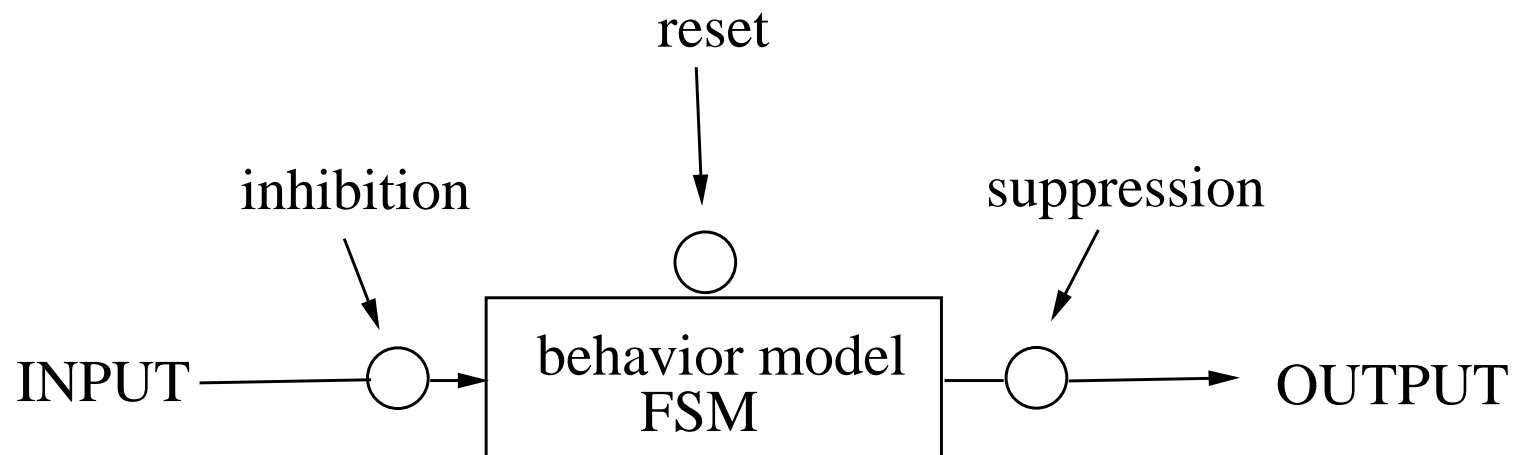 reset
inhibition
suppression
behavior model
FSM
INPUT
OUTPUT